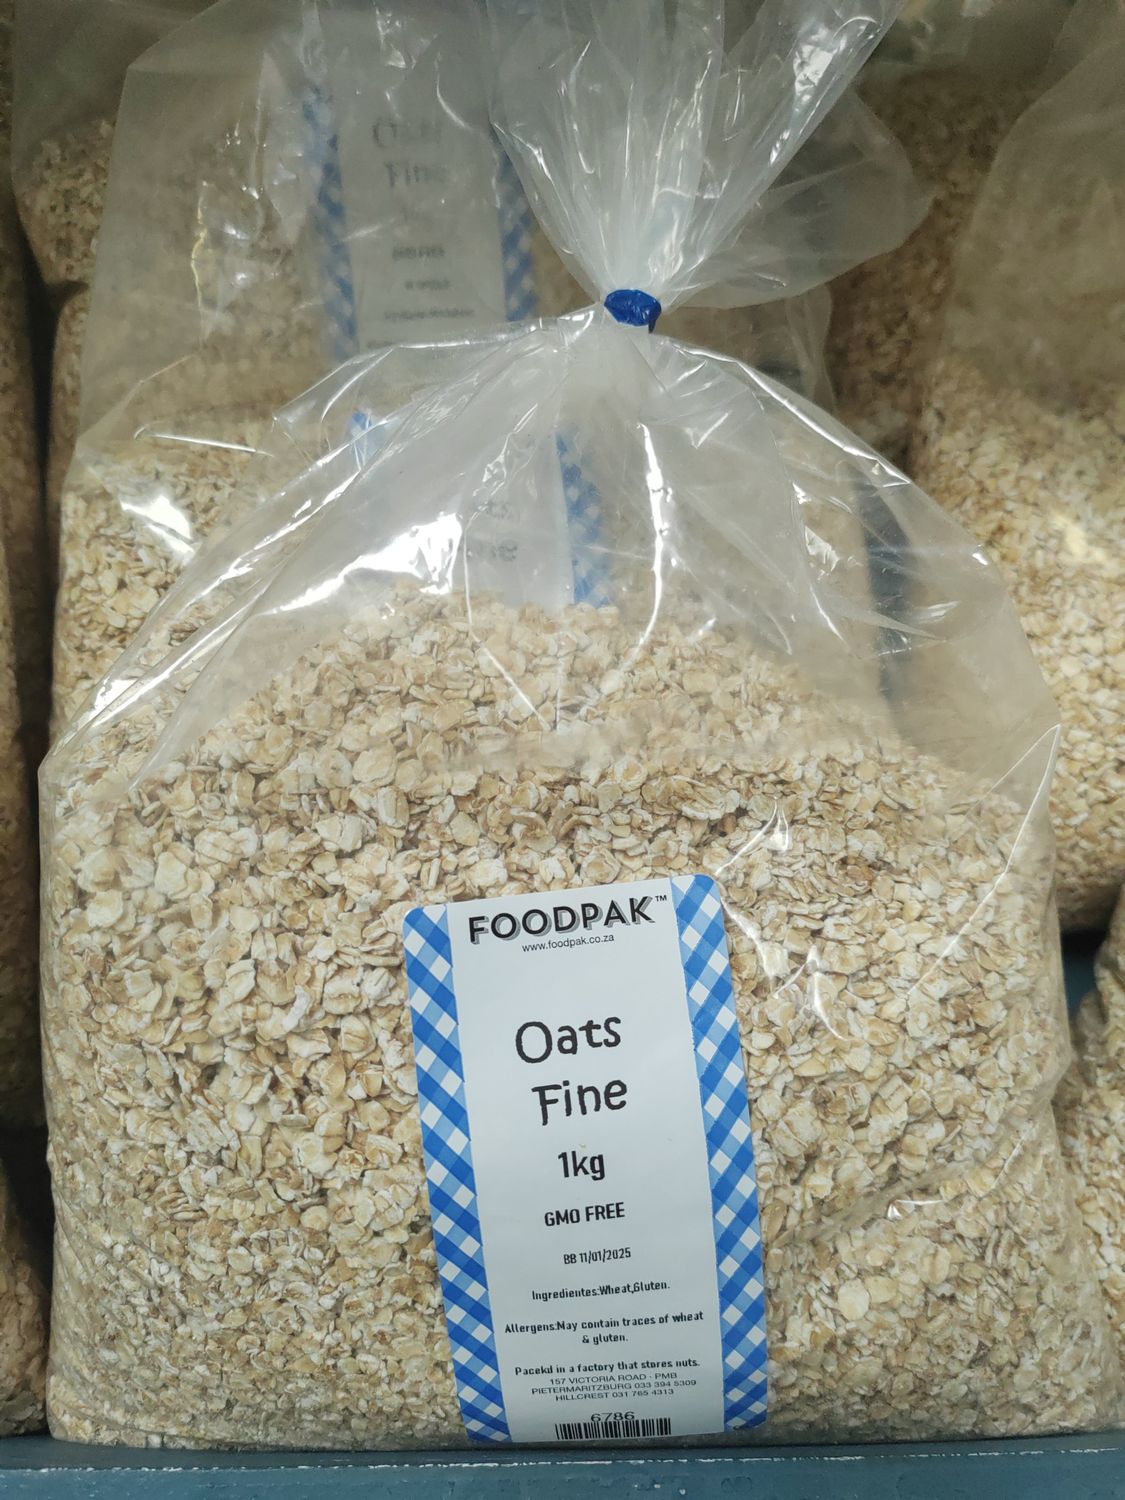 FOODPAK™
www.foodpak.co.za
Oats
Fine
1kg
GMO FREE
BB 11/01/2025
Ingredientes:Wheat,Gluten.
Allergens:May contain traces of wheat
& gluten.
Pacekd in a factory that stores nuts.
157 VICTORIA ROAD - PMB
PIETERMARITZBURG 033 394 5309
HILLCREST 031 765 4313
6786